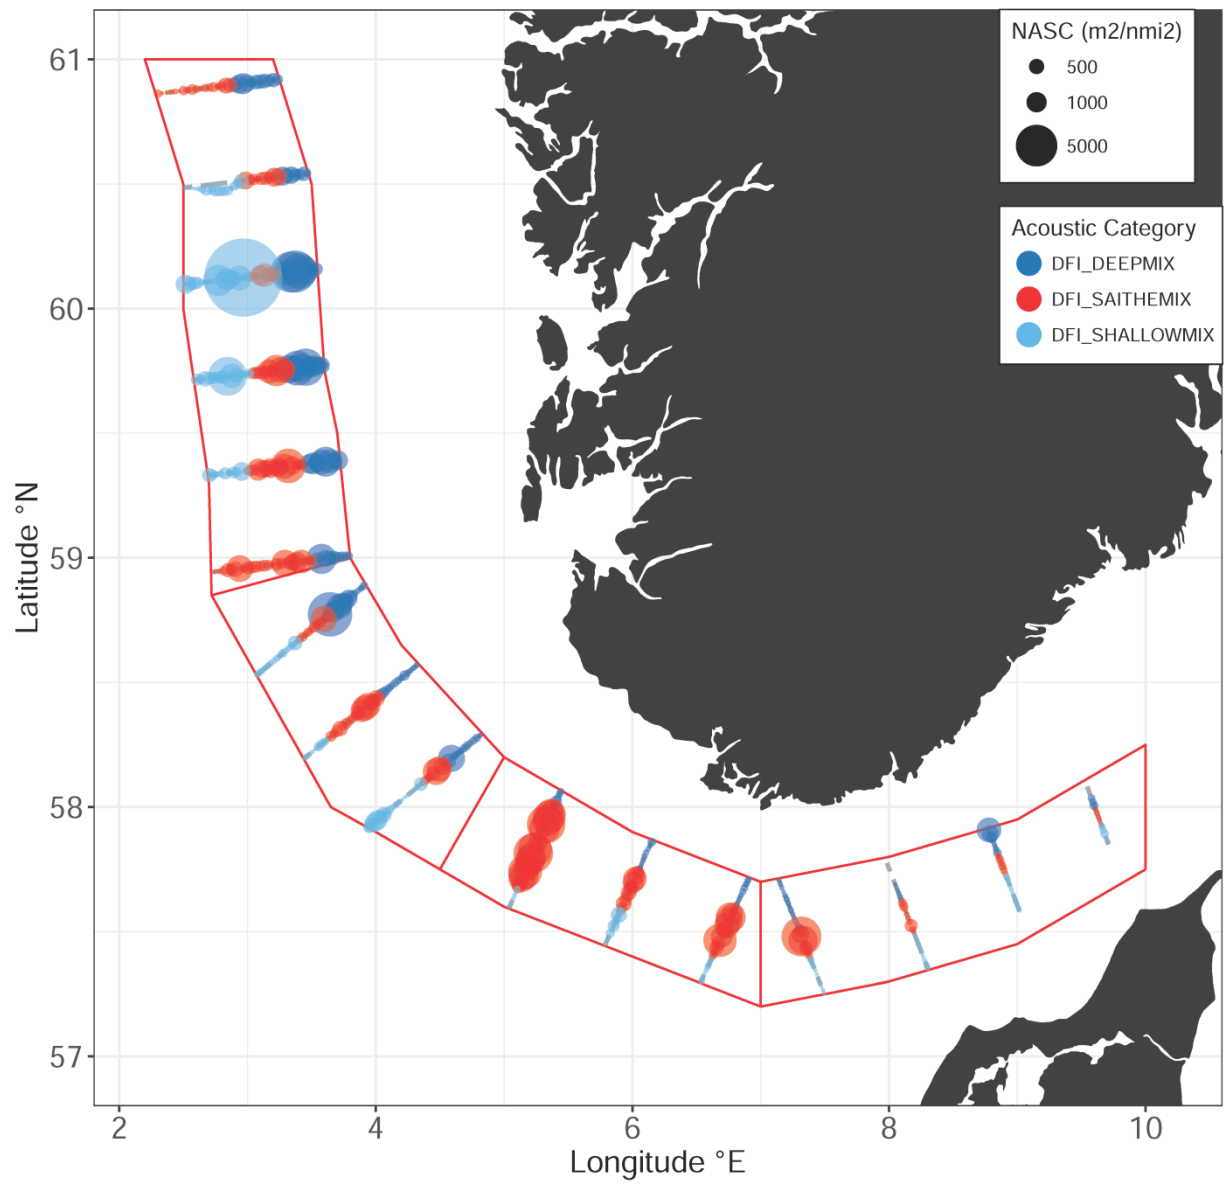 NASC (m2/nmi2)
500
1000
5000
Acoustic Category
DFI_DEEPMIX
DFI_SAITHEMIX
DFI_SHALLOWMIX
61
60
59
58
57
Latitude °N
2
4
6
8
10
Longitude °E